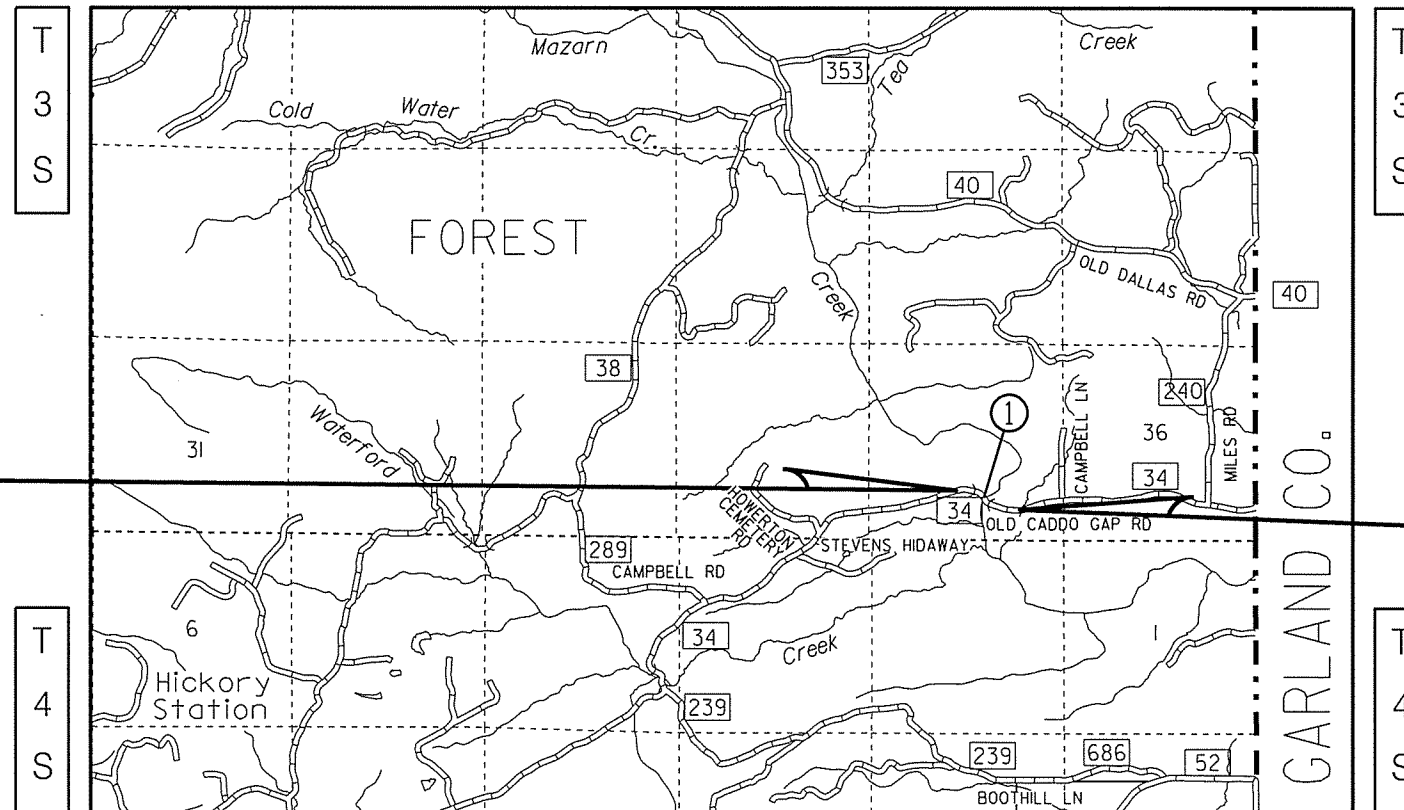 T
3
S
Mazarn
Creek
T
3
S
353
Tea
Cold
Water
Cr.
40
FOREST
OLD DALLAS RD
40
Creek
38
240
CAMPBELL LN
1
36
MILES RD
31
Waterford
34
HOWERTON
CEMETERY
RD
34
OLD CADDO GAP RD
STEVENS HIDAWAY
289
CAMPBELL RD
GARLAND CO.
6
34
Creek
1
T
4
S
Hickory
Station
239
T
4
S
239
686
52
BOOTHILL LN